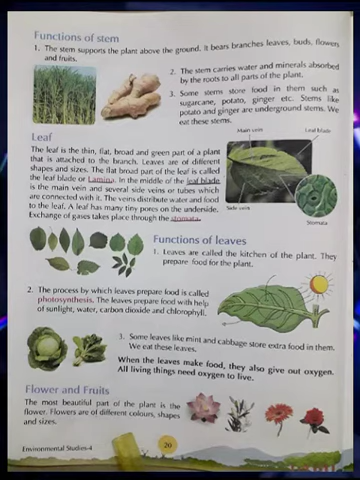 Functions of stem
1. The stem supports the plant above the ground. It bears branches leaves, buds, flowers
and fruits.
2. The stem carries water and minerals absorbed
by the roots to all parts of the plant.
3. Some stems store food in them such as
sugarcane, potato, ginger etc. Stems like
potato and ginger are underground stems. We
eat these stems.
Leaf
The leaf is the thin, flat, broad and green part of a plant
that is attached to the branch. Leaves are of different
shapes and sizes. The flat broad part of the leaf is called
the leaf blade or Lamina. In the middle of the leaf blade
is the main vein and several side veins or tubes which
are connected with it. The veins distribute water and food
to the leaf. A leaf has many tiny pores on the underside.
Exchange of gases takes place through the stomata.
Main vein
Leaf blade
Side vein
Stomata
Functions of leaves
1. Leaves are called the kitchen of the plant. They
prepare food for the plant.
2. The process by which leaves prepare food is called
photosynthesis. The leaves prepare food with help
of sunlight, water, carbon dioxide and chlorophyll.
3. Some leaves like mint and cabbage store extra food in them.
We eat these leaves.
When the leaves make food, they also give out oxygen.
All living things need oxygen to live.
Flower and Fruits
The most beautiful part of the plant is the
flower. Flowers are of different colours, shapes
and sizes.
Environmental Studies-4
20